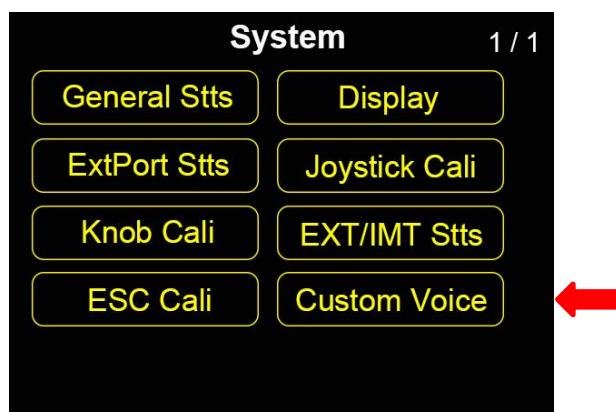 System 1 / 1
General Stts Display
ExtPort Stts Joystick Cali
Knob Cali EXT/IMT Stts
ESC Cali Custom Voice